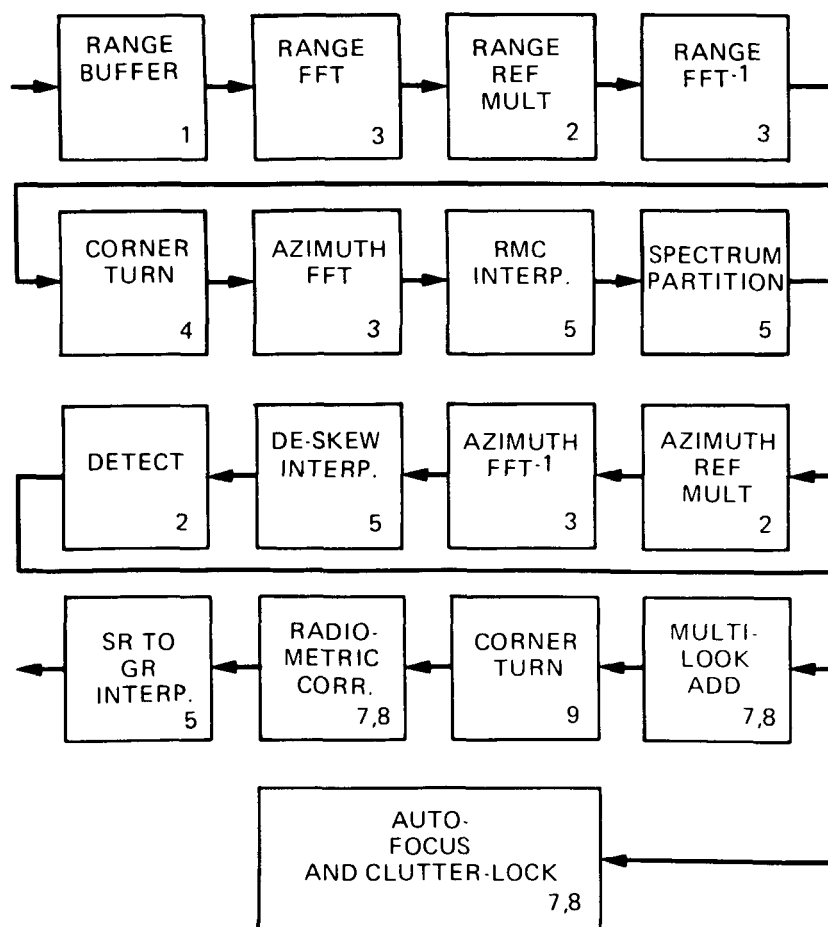 RANGE
BUFFER
1
RANGE
FFT
3
RANGE
REF
MULT
2
RANGE
FFT-1
3
CORNER
TURN
4
AZIMUTH
FFT
3
RMC
INTERP.
5
SPECTRUM
PARTITION
5
DETECT
2
DE-SKEW
INTERP.
5
AZIMUTH
FFT-1
3
AZIMUTH
REF
MULT
2
SR TO
GR
INTERP.
5
RADIO-
METRIC
CORR.
7,8
CORNER
TURN
9
MULTI-
LOOK
ADD
7,8
AUTO-
FOCUS
AND CLUTTER-LOCK
7,8